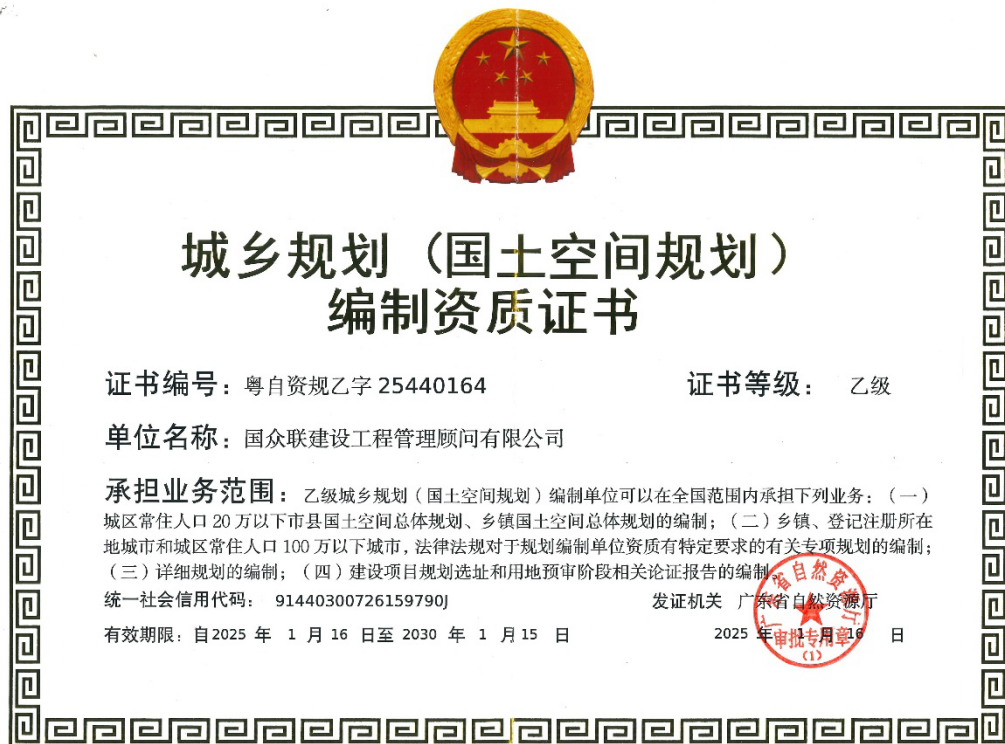 城乡规划（国土空间规划）
编制资质证书
证书编号：粤自资规乙字 25440164 证书等级： 乙级
单位名称：国众联建设工程管理顾问有限公司
承担业务范围：乙级城乡规划（国土空间规划）编制单位可以在全国范围内承担下列业务：（一）
城区常住人口 20 万以下市县国土空间总体规划、乡镇国土空间总体规划的编制；（二）乡镇、登记注册所在
地城市和城区常住人口 100 万以下城市，法律法规对于规划编制单位资质有特定要求的有关专项规划的编制；
（三）详细规划的编制；（四）建设项目规划选址和用地预审阶段相关论证报告的编制。
统一社会信用代码： 91440300726159790J 发证机关 广东省自然资源厅
有效期限：自2025 年 1 月 16 日至 2030 年 1 月 15 日 2025 年 1 月 16 日
广东省自然资源厅
审批专用章
(1)